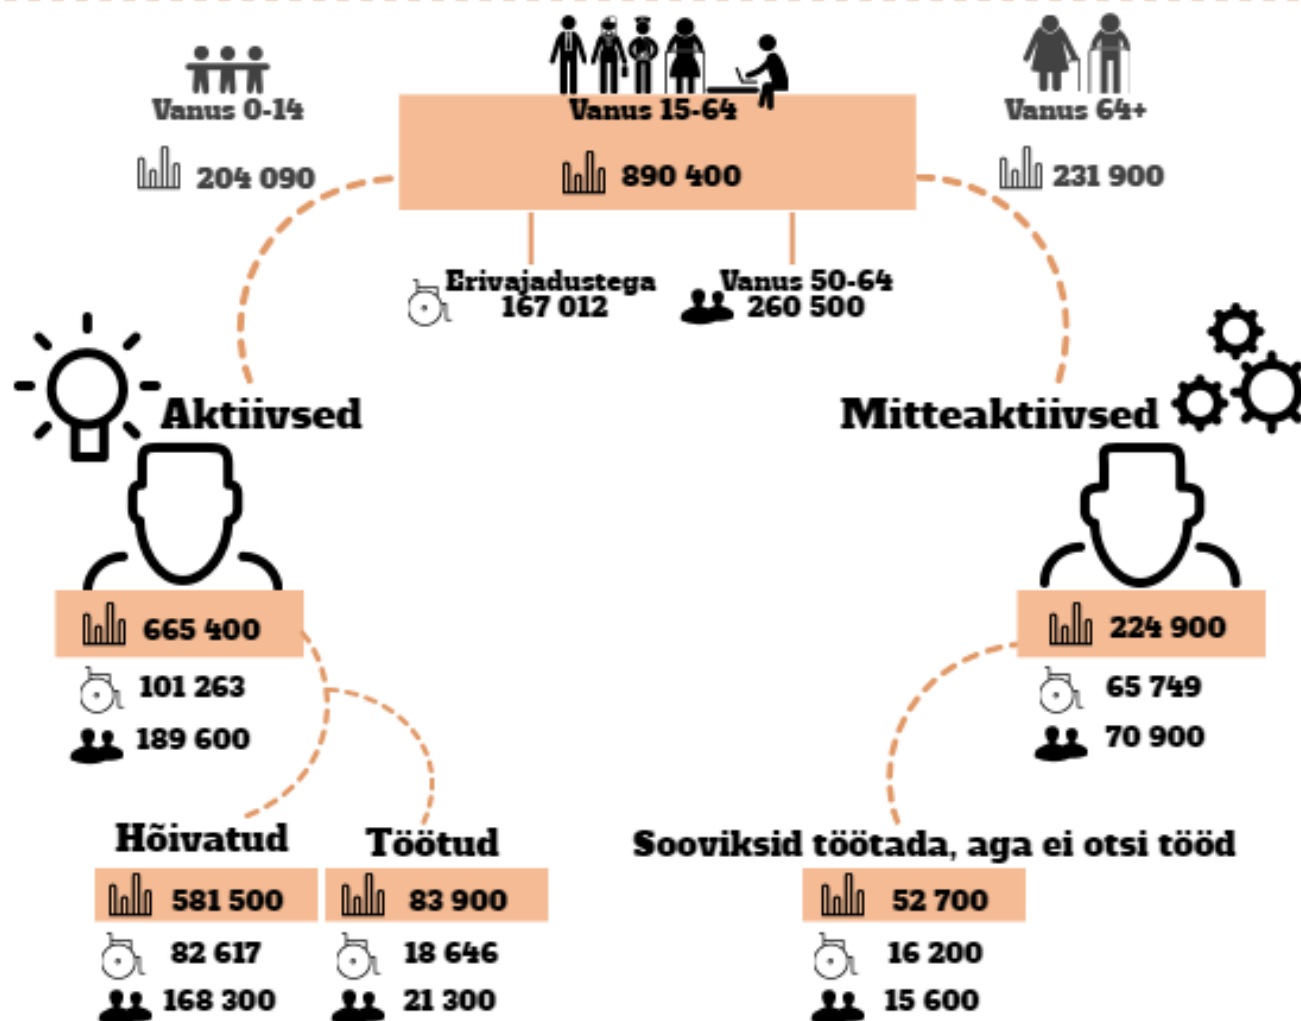 Vanus 0-14
204 090
Vanus 15-64
890 400
Vanus 64+
231 900
Erivajadustega
167 012
Vanus 50-64
260 500
Aktiivsed
665 400
101 263
189 600
Mitteaktiivsed
224 900
65 749
70 900
Hõivatud
581 500
82 617
168 300
Töötud
83 900
18 646
21 300
Sooviksid töötada, aga ei otsi tööd
52 700
16 200
15 600